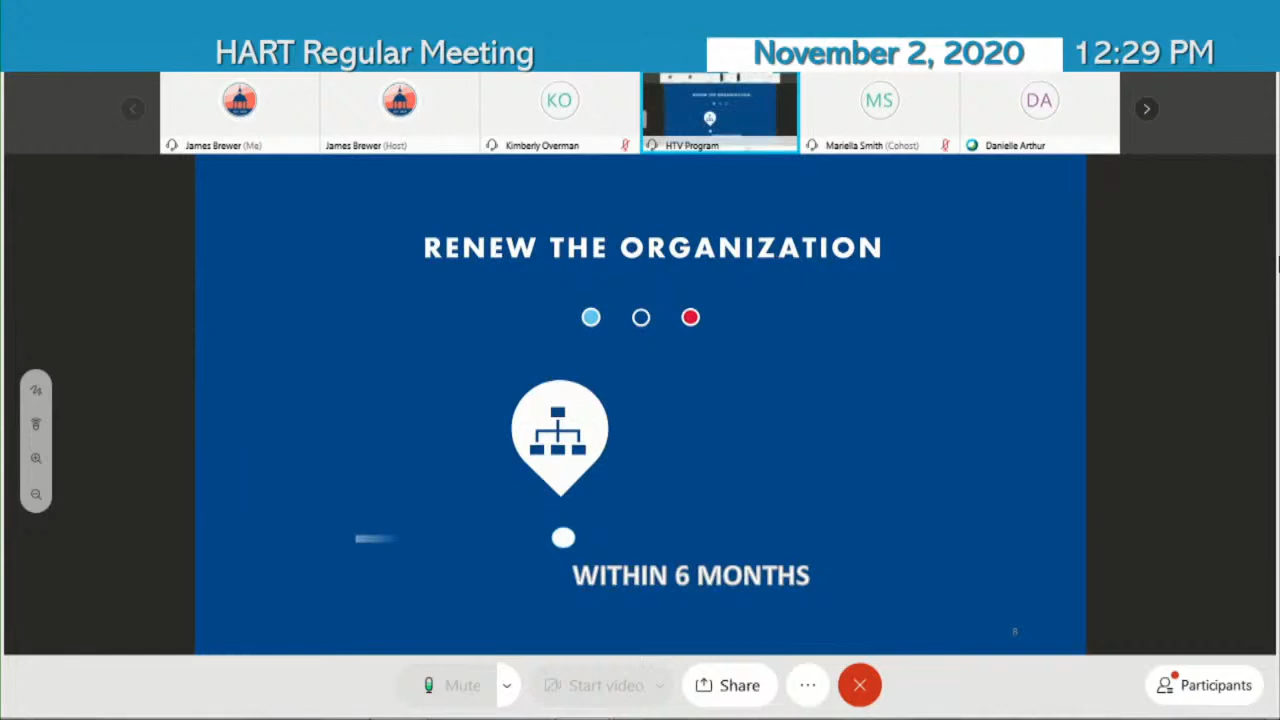 HART Regular Meeting
November 2, 2020
12:29 PM
KO
MS
DA
James Brewer (Me)
James Brewer (Host)
Kimberly Overman
HTV Program
Mariella Smith (Cohost)
Danielle Arthur
RENEW THE ORGANIZATION
WITHIN 6 MONTHS
8
Mute
Start video
Share
Participants